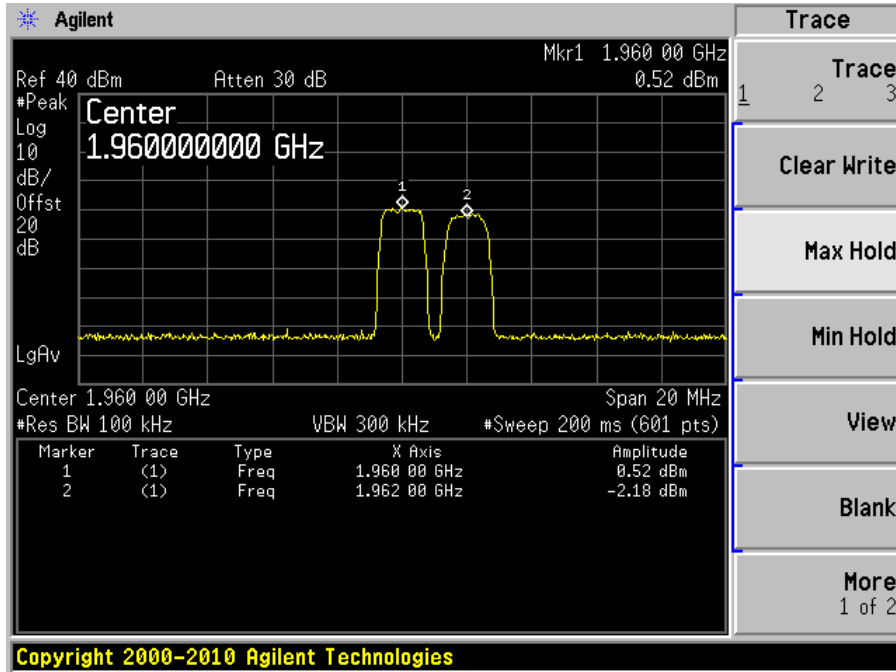 Agilent
Trace
Mkr1 1.960 00 GHz
Ref 40 dBm Atten 30 dB 0.52 dBm
#Peak
Log
10
dB/
Offst
20
dB
LgAv
Center
1.960000000 GHz
1
2
Center 1.960 00 GHz Span 20 MHz
#Res BW 100 kHz VBW 300 kHz #Sweep 200 ms (601 pts)
Marker Trace Type X Axis Amplitude
1 (1) Freq 1.960 00 GHz 0.52 dBm
2 (1) Freq 1.962 00 GHz -2.18 dBm
Trace
1 2 3
Clear Write
Max Hold
Min Hold
View
Blank
More
1 of 2
Copyright 2000-2010 Agilent Technologies